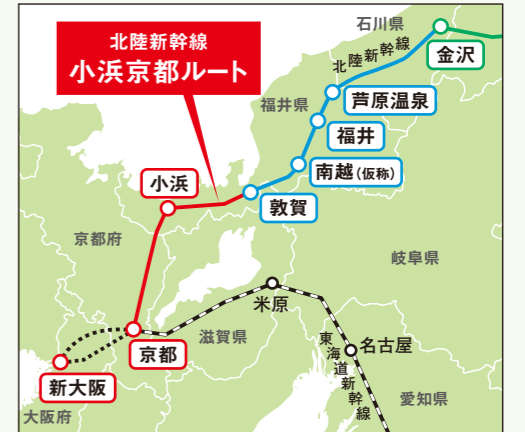 石川県
北陸新幹線
小浜京都ルート
北陸新幹線
金沢
芦原温泉
福井県
福井
南越(仮称)
小浜
敦賀
京都府
岐阜県
米原
滋賀県
京都
東海道新幹線
名古屋
新大阪
愛知県
大阪府